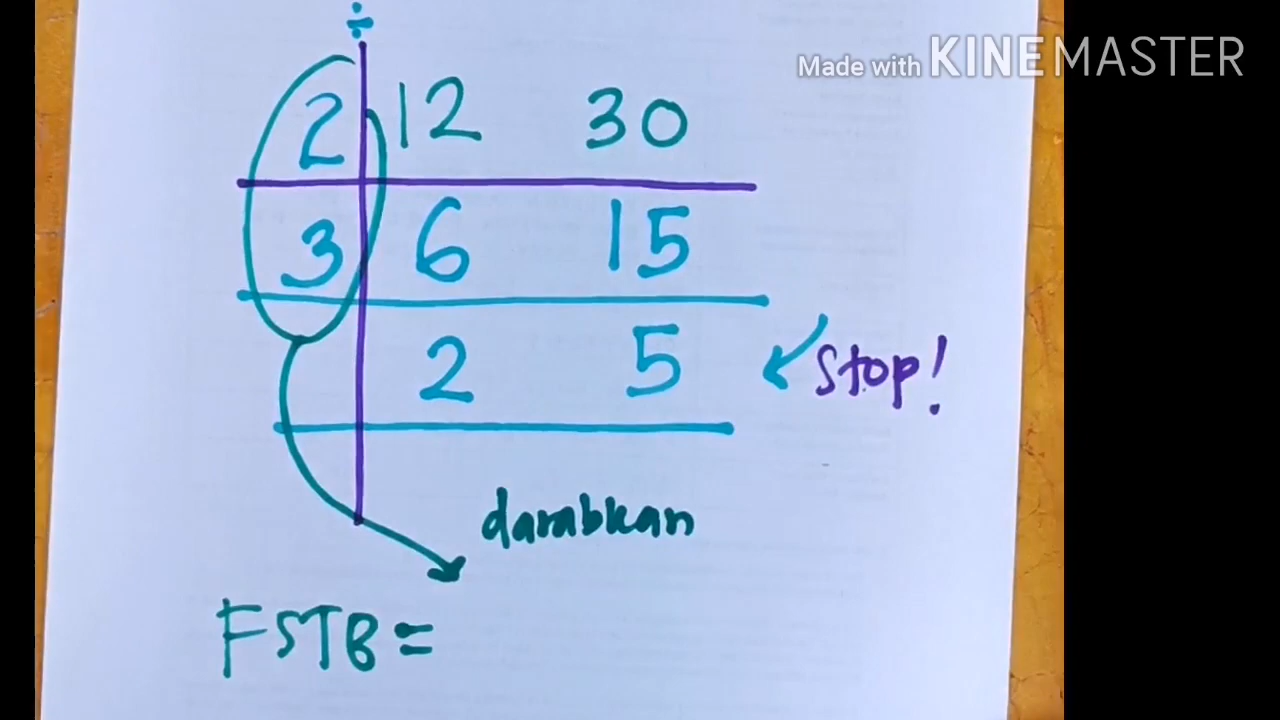 Made with KINEMASTER
÷
2 12 30
3 6 15
2 5 Stop!
darabkan
FSTB =